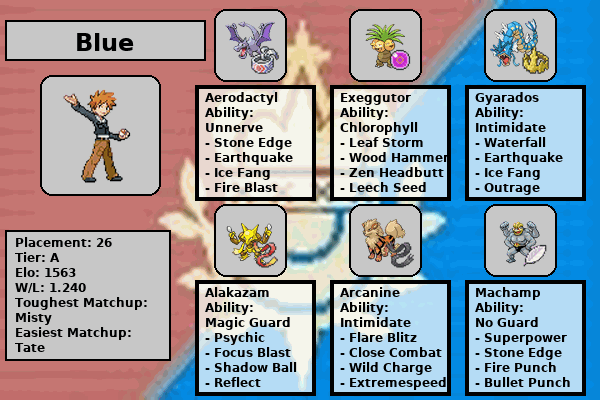 Blue
Aerodactyl
Ability:
Unnerve
- Stone Edge
- Earthquake
- Ice Fang
- Fire Blast
Exeggutor
Ability:
Chlorophyll
- Leaf Storm
- Wood Hammer
- Zen Headbutt
- Leech Seed
Gyarados
Ability:
Intimidate
- Waterfall
- Earthquake
- Ice Fang
- Outrage
Placement: 26
Tier: A
Elo: 1563
W/L: 1.240
Toughest Matchup:
Misty
Easiest Matchup:
Tate
Alakazam
Ability:
Magic Guard
- Psychic
- Focus Blast
- Shadow Ball
- Reflect
Arcanine
Ability:
Intimidate
- Flare Blitz
- Close Combat
- Wild Charge
- Extremespeed
Machamp
Ability:
No Guard
- Superpower
- Stone Edge
- Fire Punch
- Bullet Punch